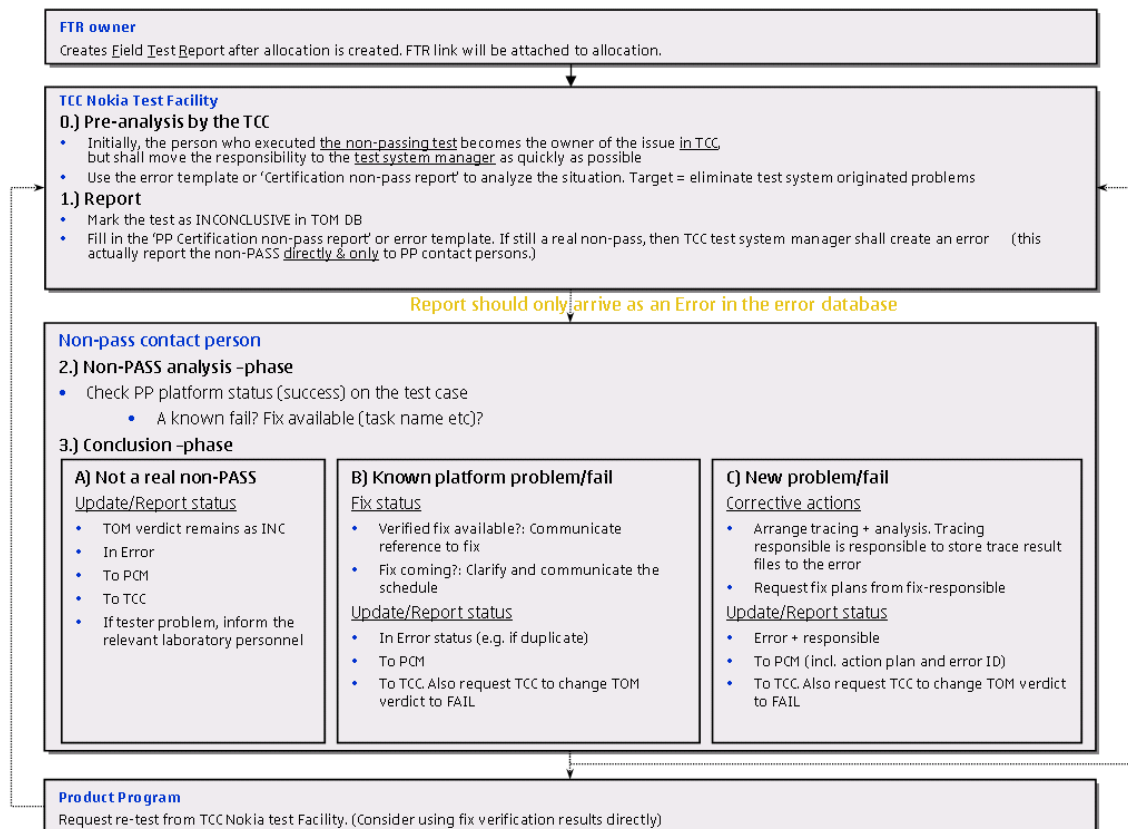 FTR owner
Creates Field Test Report after allocation is created. FTR link will be attached to allocation.
TCC Nokia Test Facility
0.) Pre-analysis by the TCC
• Initially, the person who executed the non-passing test becomes the owner of the issue in TCC,
but shall move the responsibility to the test system manager as quickly as possible
• Use the error template or 'Certification non-pass report' to analyze the situation. Target = eliminate test system originated problems
1.) Report
• Mark the test as INCONCLUSIVE in TOM DB
• Fill in the 'PP Certification non-pass report' or error template. If still a real non-pass, then TCC test system manager shall create an error (this
actually report the non-PASS directly & only to PP contact persons.)
Report should only arrive as an Error in the error database
Non-pass contact person
2.) Non-PASS analysis –phase
• Check PP platform status (success) on the test case
• A known fail? Fix available (task name etc)?
3.) Conclusion –phase
A) Not a real non-PASS
Update/Report status
• TOM verdict remains as INC
• In Error
• To PCM
• To TCC
• If tester problem, inform the
relevant laboratory personnel
B) Known platform problem/fail
Fix status
• Verified fix available?: Communicate
reference to fix
• Fix coming?: Clarify and communicate the
schedule
Update/Report status
• In Error status (e.g. if duplicate)
• To PCM
• To TCC. Also request TCC to change TOM
verdict to FAIL
C) New problem/fail
Corrective actions
• Arrange tracing + analysis. Tracing
responsible is responsible to store trace result
files to the error
• Request fix plans from fix-responsible
Update/Report status
• Error + responsible
• To PCM (incl. action plan and error ID)
• To TCC. Also request TCC to change TOM verdict
to FAIL
Product Program
Request re-test from TCC Nokia test Facility. (Consider using fix verification results directly)